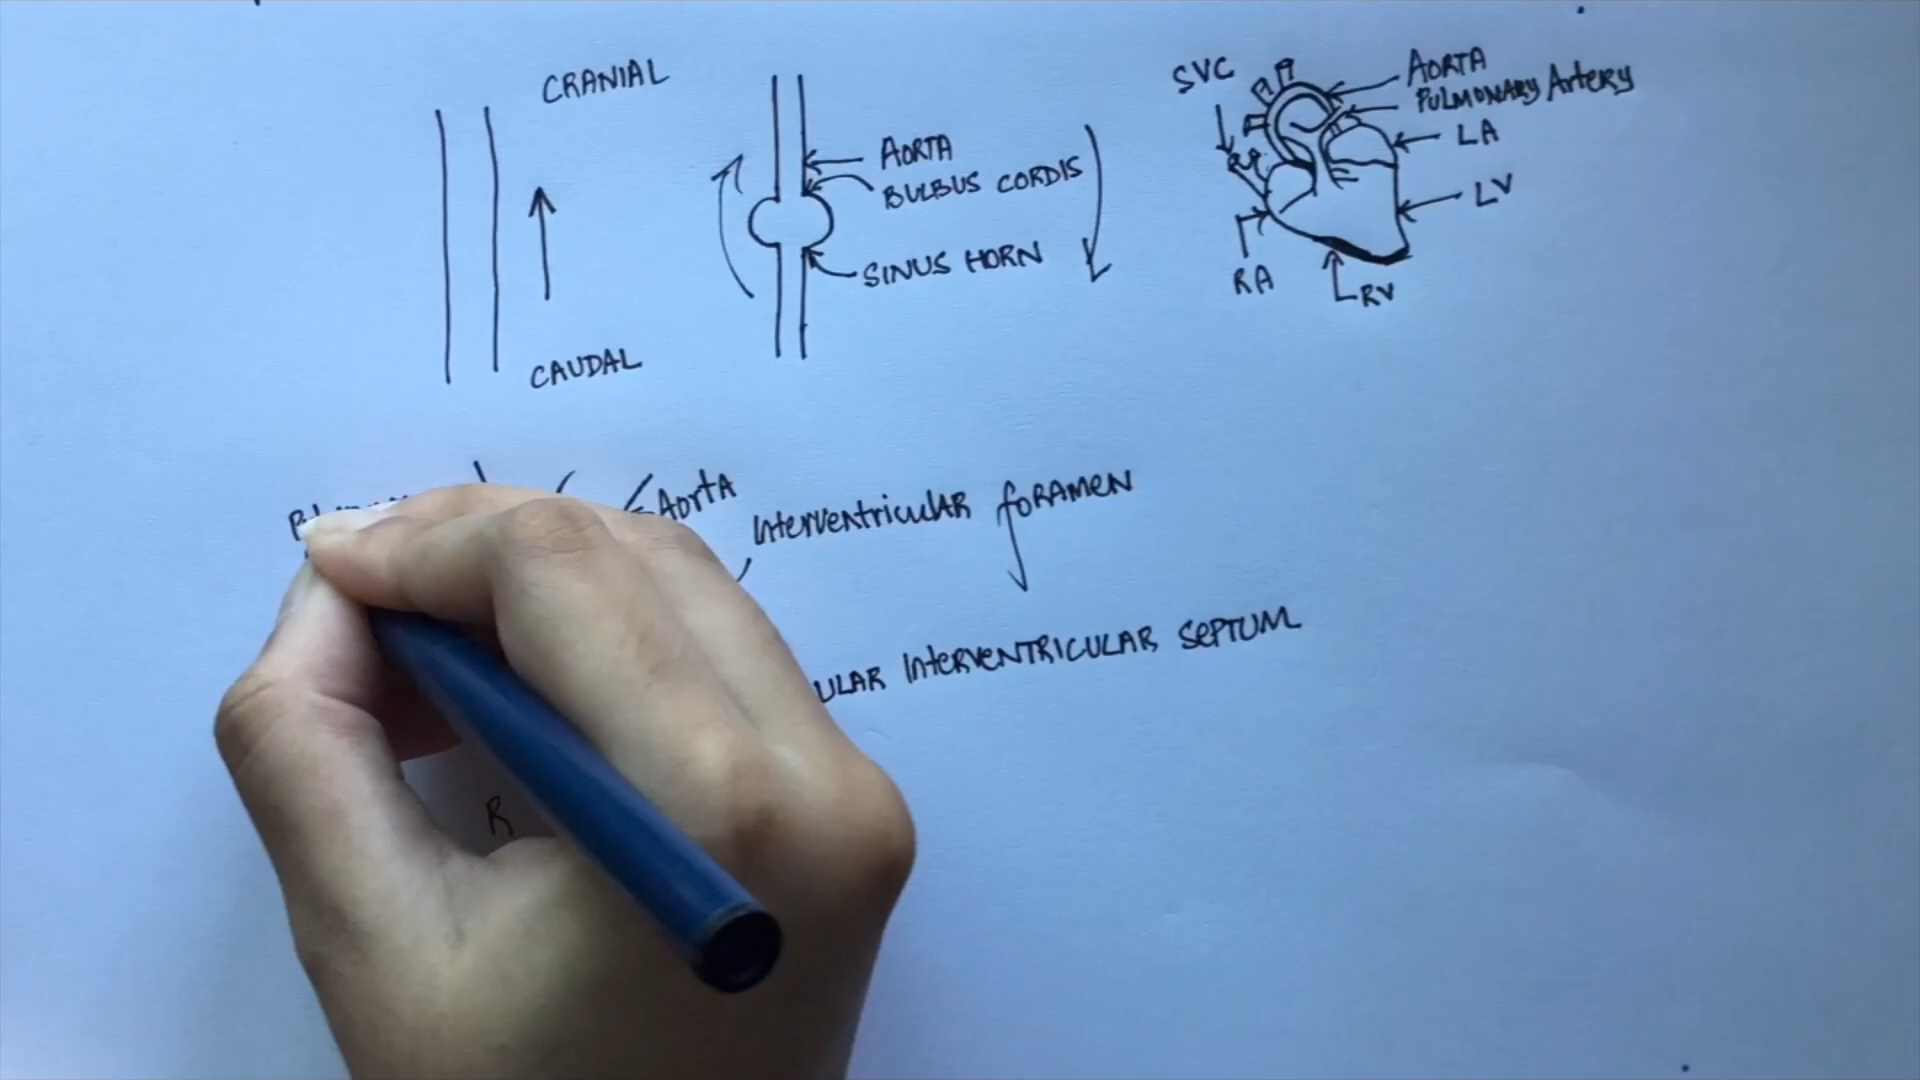 CRANIAL
CAUDAL
AORTA
BULBUS CORDIS
SINUS HORN
SVC
AORTA
PULMONARY Artery
LA
LV
RA
RV
Aorta
Interventricular foramen
ULAR InterVENTRICULAR SEPTUM
R